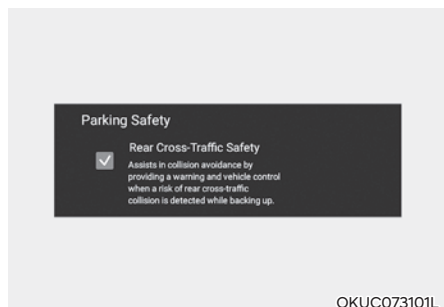 Parking Safety
Rear Cross-Traffic Safety
Assists in collision avoidance by
providing a warning and vehicle control
when a risk of rear cross-traffic
collision is detected while backing up.
OKUC073101L